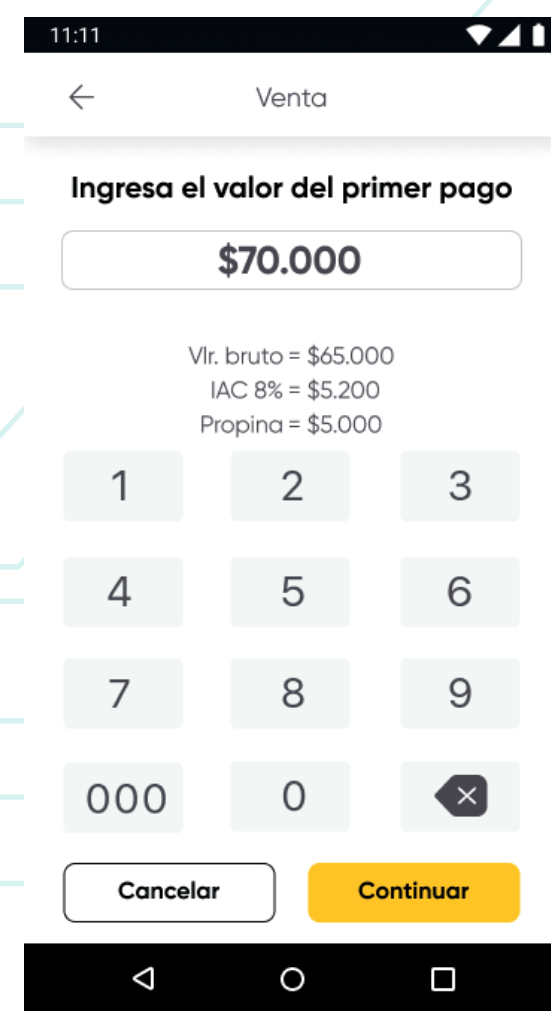 11:11
Venta
Ingresa el valor del primer pago
$70.000
Vlr. bruto = $65.000
IAC 8% = $5.200
Propina = $5.000
1 2 3
4 5 6
7 8 9
000 0
Cancelar Continuar